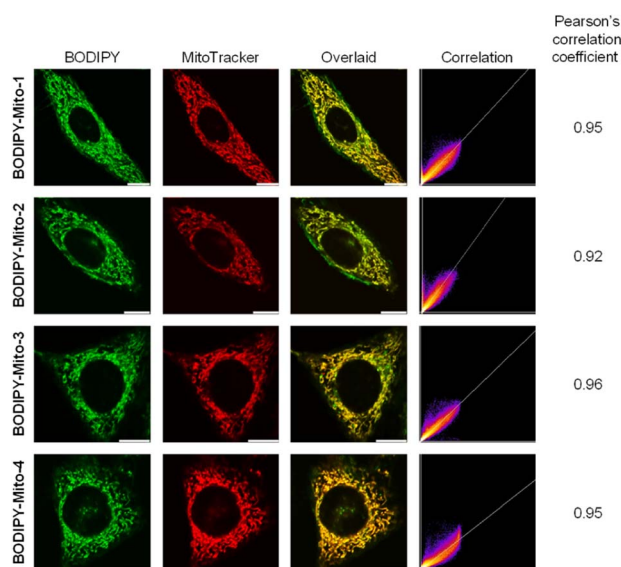 Pearson's
correlation
coefficient
BODIPY
MitoTracker
Overlaid
Correlation
BODIPY-Mito-1
0.95
BODIPY-Mito-2
0.92
BODIPY-Mito-3
0.96
BODIPY-Mito-4
0.95